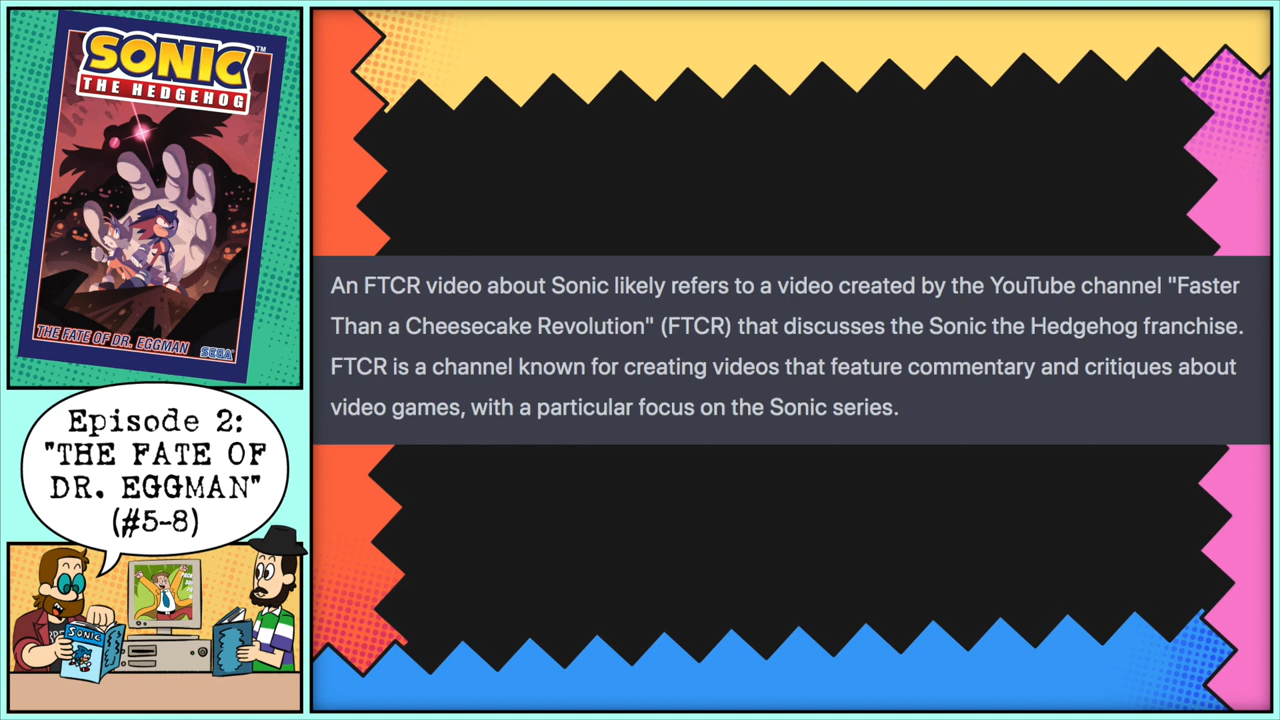 SONIC
™
THE HEDGEHOG
THE FATE OF DR. EGGMAN
SEGA
Episode 2:
"THE FATE OF
DR. EGGMAN"
(#5-8)
SONIC
An FTCR video about Sonic likely refers to a video created by the YouTube channel "Faster
Than a Cheesecake Revolution" (FTCR) that discusses the Sonic the Hedgehog franchise.
FTCR is a channel known for creating videos that feature commentary and critiques about
video games, with a particular focus on the Sonic series.